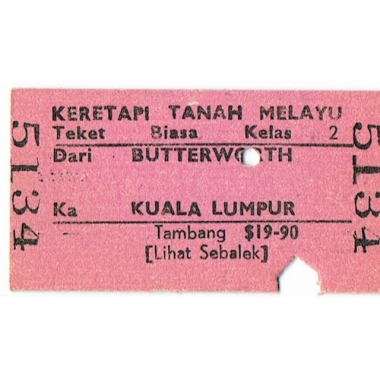 KERETAPI TANAH MELAYU
Teket Biasa Kelas 2
Dari BUTTERWORTH
Ka KUALA LUMPUR
Tambang $19-90
[Lihat Sebalek]
5134
5134